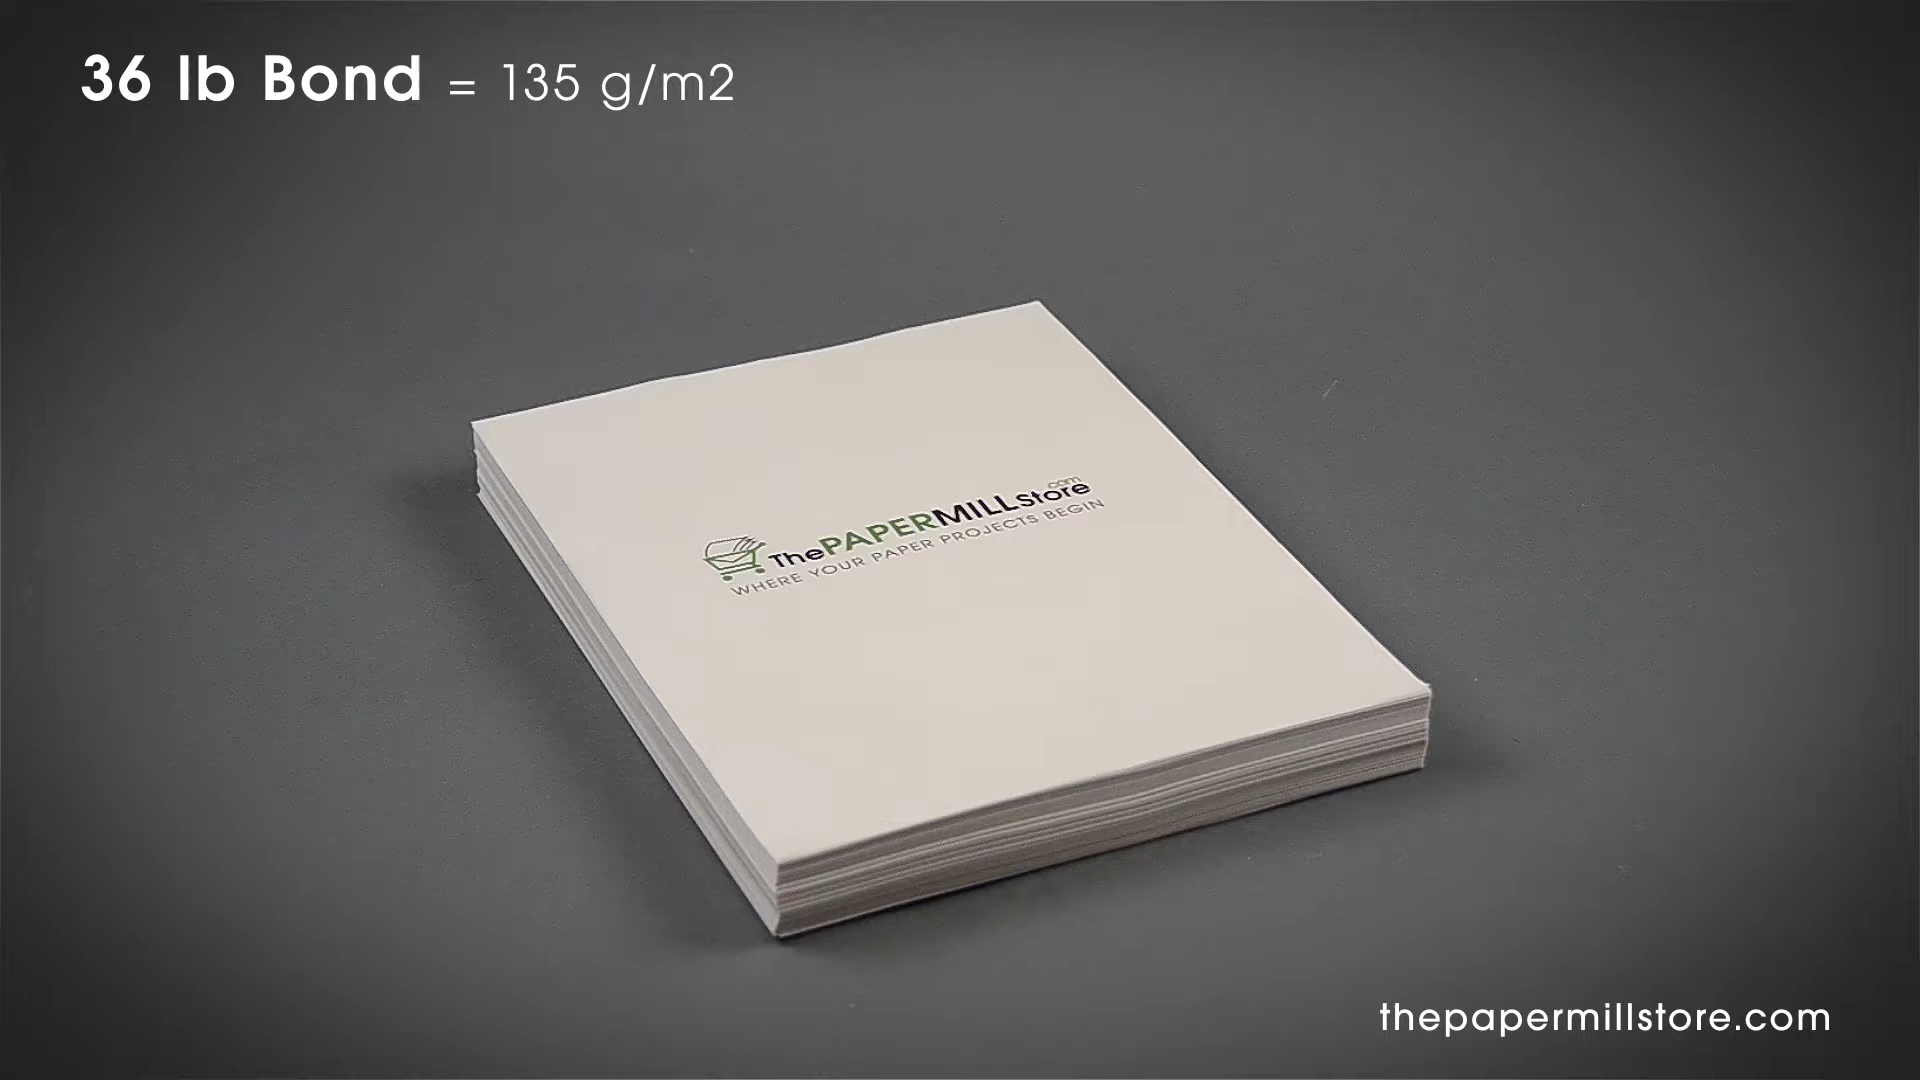 36 lb Bond = 135 g/m2
.com
ThePAPERMILLstore
WHERE YOUR PAPER PROJECTS BEGIN
thepapermillstore.com